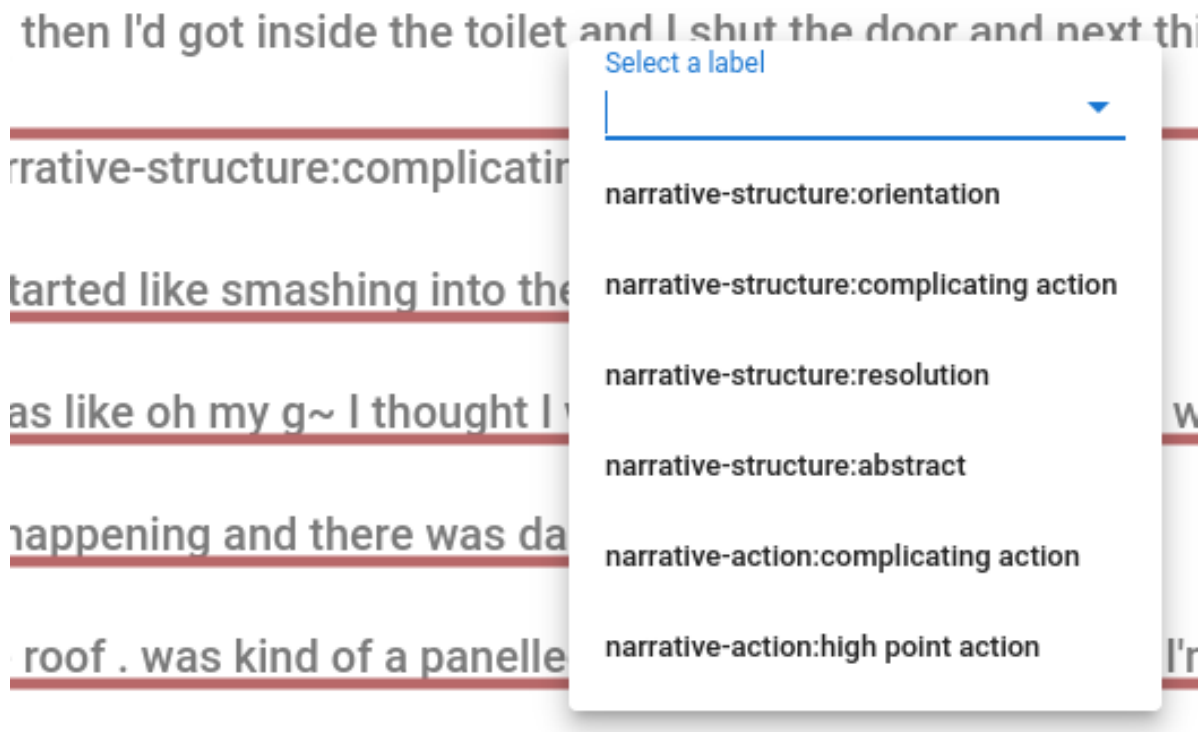 then I'd got inside the toilet and I shut the door and next thi
Select a label
rrative-structure:complicatin
narrative-structure:orientation
tarted like smashing into the
narrative-structure:complicating action
narrative-structure:resolution
as like oh my g~ I thought I w
narrative-structure:abstract
happening and there was da
narrative-action:complicating action
roof . was kind of a panelle
narrative-action:high point action
I'r